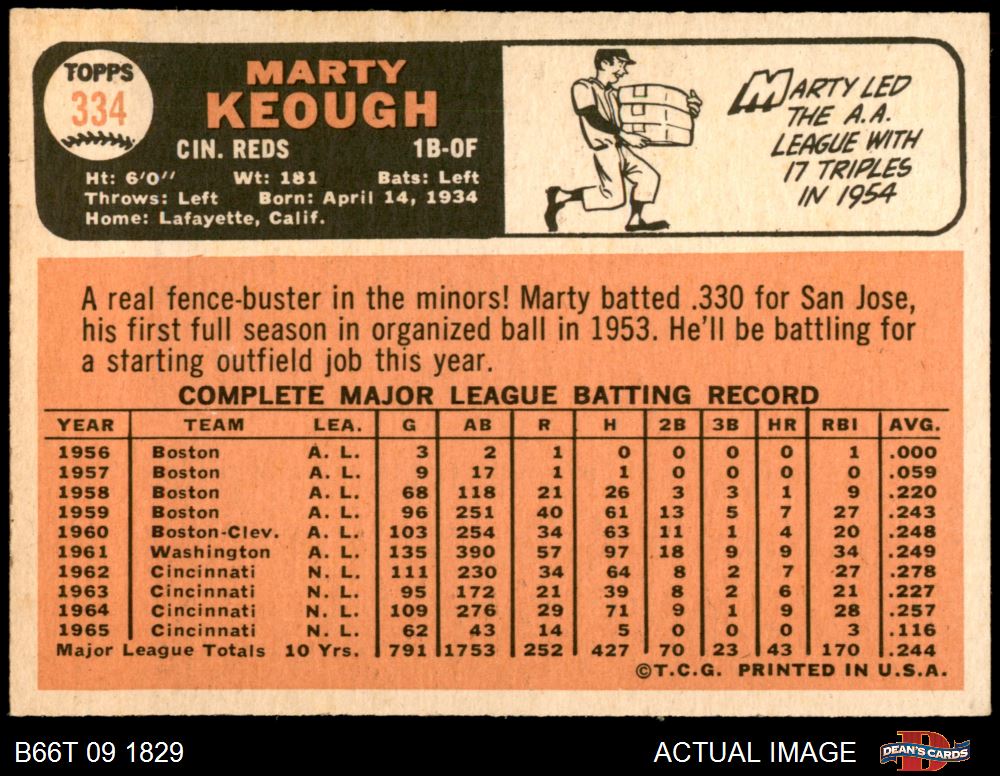 TOPPS
334
MARTY
KEOUGH
CIN. REDS 1B-OF
Ht: 6'0" Wt: 181 Bats: Left
Throws: Left Born: April 14, 1934
Home: Lafayette, Calif.
MARTY LED
THE A.A.
LEAGUE WITH
17 TRIPLES
IN 1954
A real fence-buster in the minors! Marty batted .330 for San Jose,
his first full season in organized ball in 1953. He'll be battling for
a starting outfield job this year.
COMPLETE MAJOR LEAGUE BATTING RECORD
YEAR TEAM LEA. G AB R H 2B 3B HR RBI AVG.
1956 Boston A. L. 3 2 1 0 0 0 0 1 .000
1957 Boston A. L. 9 17 1 1 0 0 0 0 .059
1958 Boston A. L. 68 118 21 26 3 3 1 9 .220
1959 Boston A. L. 96 251 40 61 13 5 7 27 .243
1960 Boston-Clev. A. L. 103 254 34 63 11 1 4 20 .248
1961 Washington A. L. 135 390 57 97 18 9 9 34 .249
1962 Cincinnati N. L. 111 230 34 64 8 2 7 27 .278
1963 Cincinnati N. L. 95 172 21 39 8 2 6 21 .227
1964 Cincinnati N. L. 109 276 29 71 9 1 9 28 .257
1965 Cincinnati N. L. 62 43 14 5 0 0 0 3 .116
Major League Totals 10 Yrs. 791 1753 252 427 70 23 43 170 .244
©T.C.G. PRINTED IN U.S.A.
B66T 09 1829 ACTUAL IMAGE DEAN'S CARDS